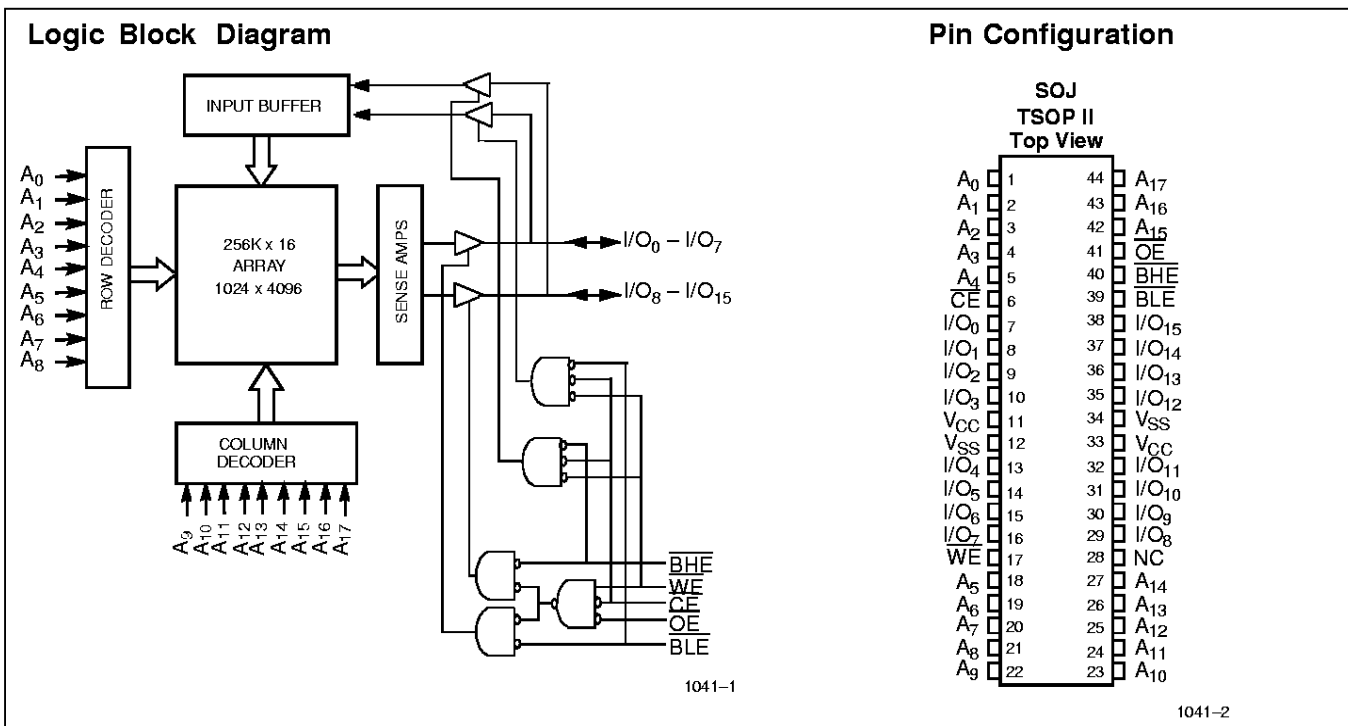 Logic Block Diagram
INPUT BUFFER
A0
A1
A2
A3
A4
A5
A6
A7
A8
ROW DECODER
256K x 16
ARRAY
1024 x 4096
SENSE AMPS
I/O0 – I/O7
I/O8 – I/O15
COLUMN
DECODER
A9
A10
A11
A12
A13
A14
A15
A16
A17
BHE
WE
CE
OE
BLE
1041–1
Pin Configuration
SOJ
TSOP II
Top View
A0 1 44 A17
A1 2 43 A16
A2 3 42 A15
A3 4 41 OE
A4 5 40 BHE
CE 6 39 BLE
I/O0 7 38 I/O15
I/O1 8 37 I/O14
I/O2 9 36 I/O13
I/O3 10 35 I/O12
VCC 11 34 VSS
VSS 12 33 VCC
I/O4 13 32 I/O11
I/O5 14 31 I/O10
I/O6 15 30 I/O9
I/O7 16 29 I/O8
WE 17 28 NC
A5 18 27 A14
A6 19 26 A13
A7 20 25 A12
A8 21 24 A11
A9 22 23 A10
1041–2